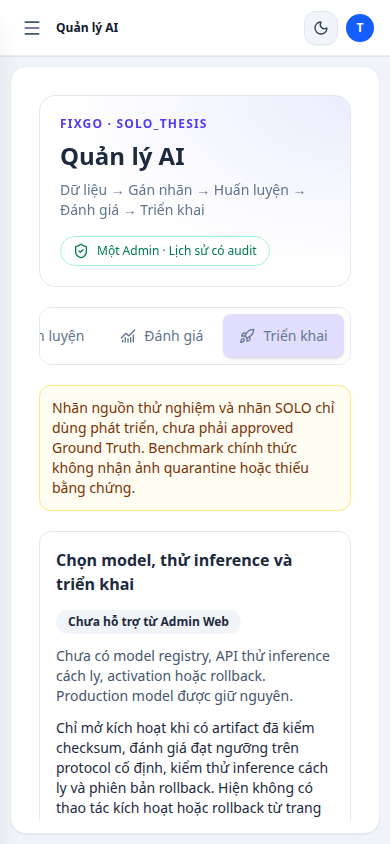 Quản lý AI
T
FIXGO · SOLO_THESIS
Quản lý AI
Dữ liệu → Gán nhãn → Huấn luyện →
Đánh giá → Triển khai
Một Admin · Lịch sử có audit
luyện
Đánh giá
Triển khai
Nhãn nguồn thử nghiệm và nhãn SOLO chỉ
dùng phát triển, chưa phải approved
Ground Truth. Benchmark chính thức
không nhận ảnh quarantine hoặc thiếu
bằng chứng.
Chọn model, thử inference và
triển khai
Chưa hỗ trợ từ Admin Web
Chưa có model registry, API thử inference
cách ly, activation hoặc rollback.
Production model được giữ nguyên.
Chỉ mở kích hoạt khi có artifact đã kiểm
checksum, đánh giá đạt ngưỡng trên
protocol cố định, kiểm thử inference cách
ly và phiên bản rollback. Hiện không có
thao tác kích hoạt hoặc rollback từ trang